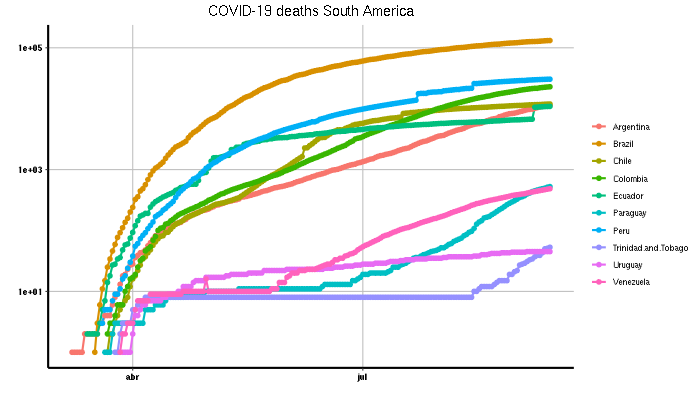 COVID-19 deaths South America
1e+05
1e+03
1e+01
abr
jul
Argentina
Brazil
Chile
Colombia
Ecuador
Paraguay
Peru
Trinidad.and.Tobago
Uruguay
Venezuela